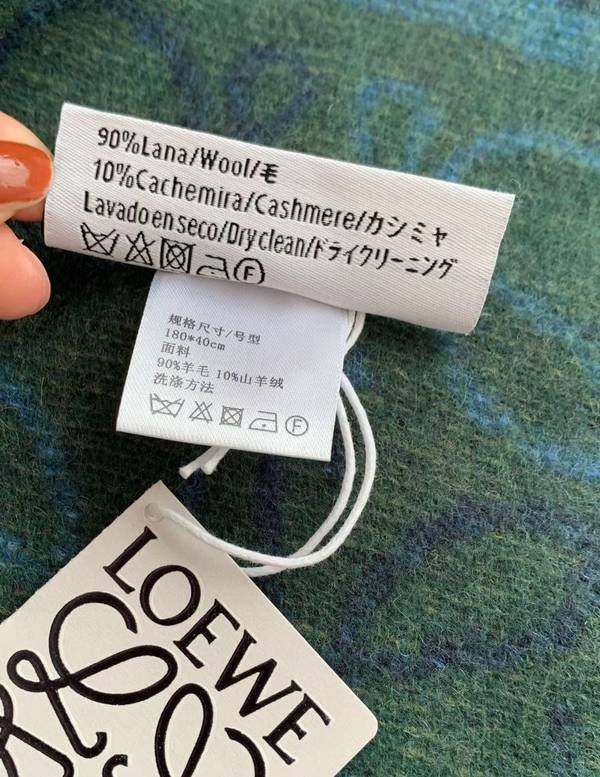 90%Lana/Wool/毛
10%Cachemira/Cashmere/カシミヤ
Lavado en seco/Dry clean/ドライクリーニング
F
规格尺寸/号型
180*40cm
面料
90%羊毛 10%山羊绒
洗涤方法
F
LOEWE